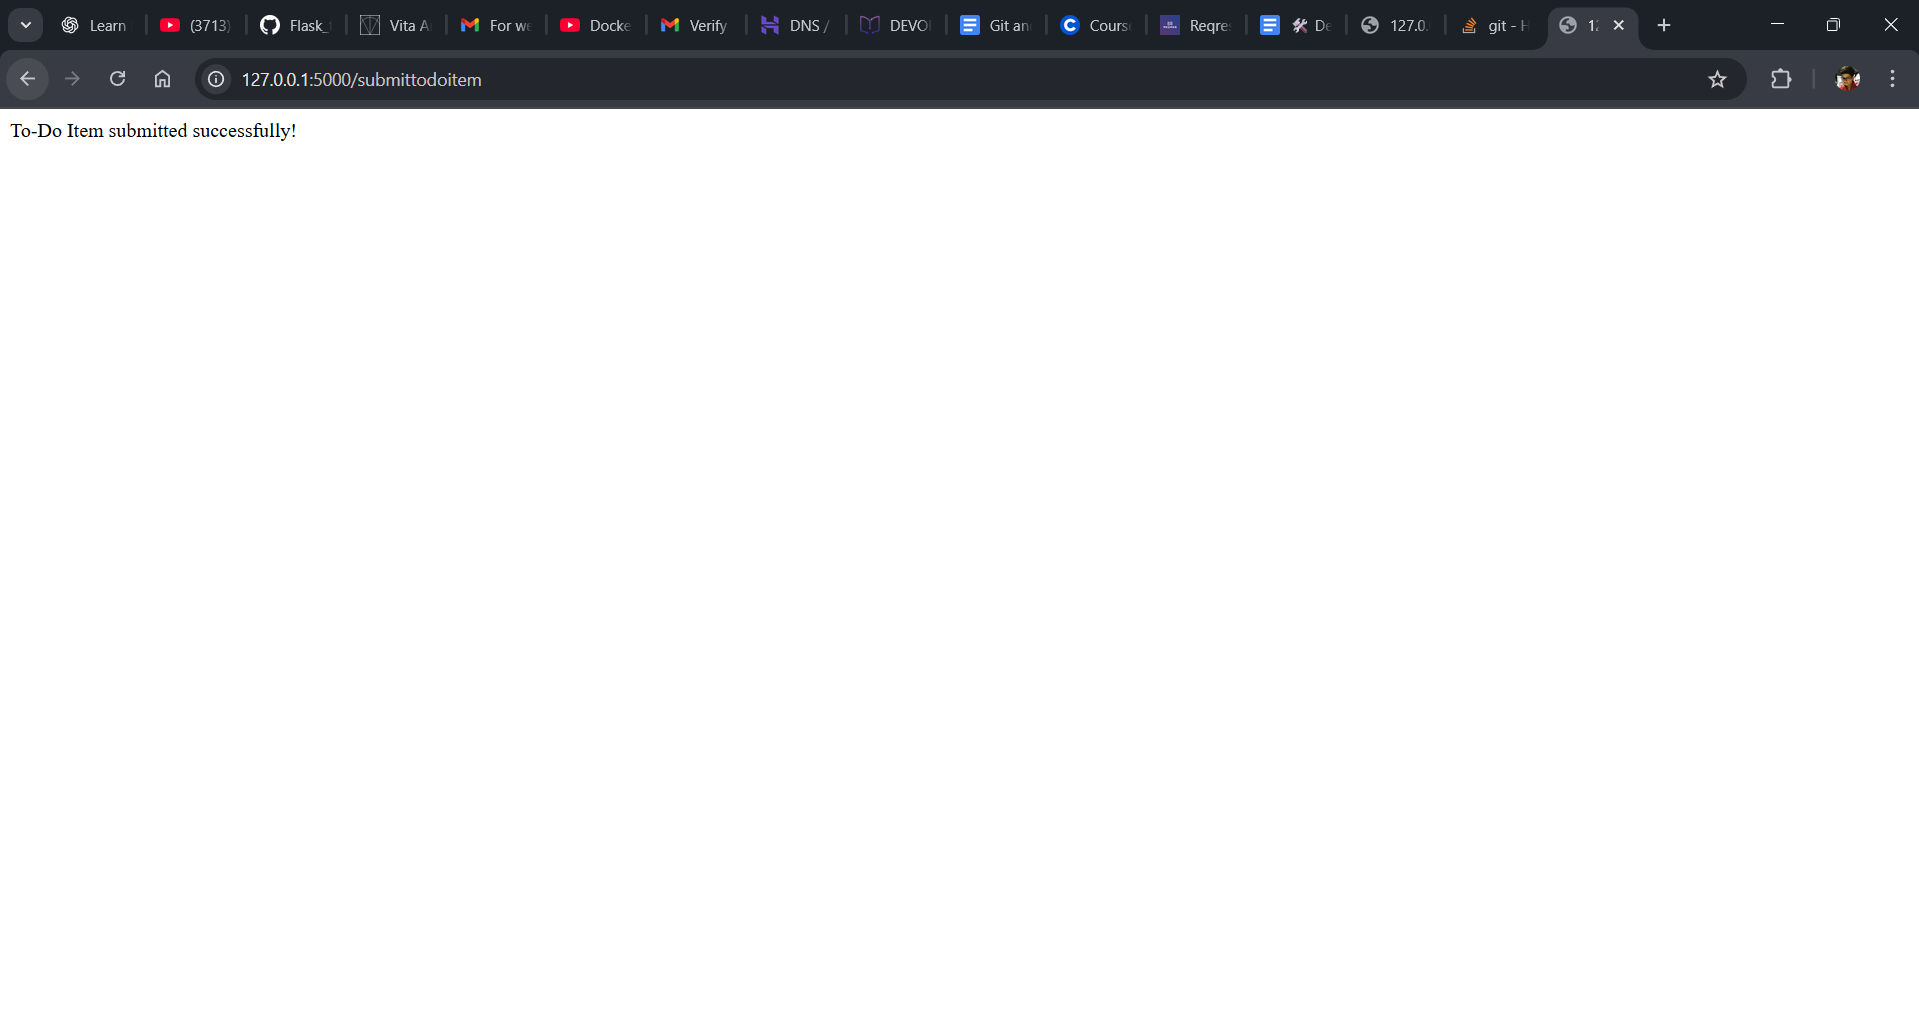 Learn
(3713)
Flask_
Vita A
For we
Docke
Verify
DNS /
DEVO
Git an
Cours
Reqre
De
127.0.
git - H
127.0.0.1:5000/submittodoitem
To-Do Item submitted successfully!